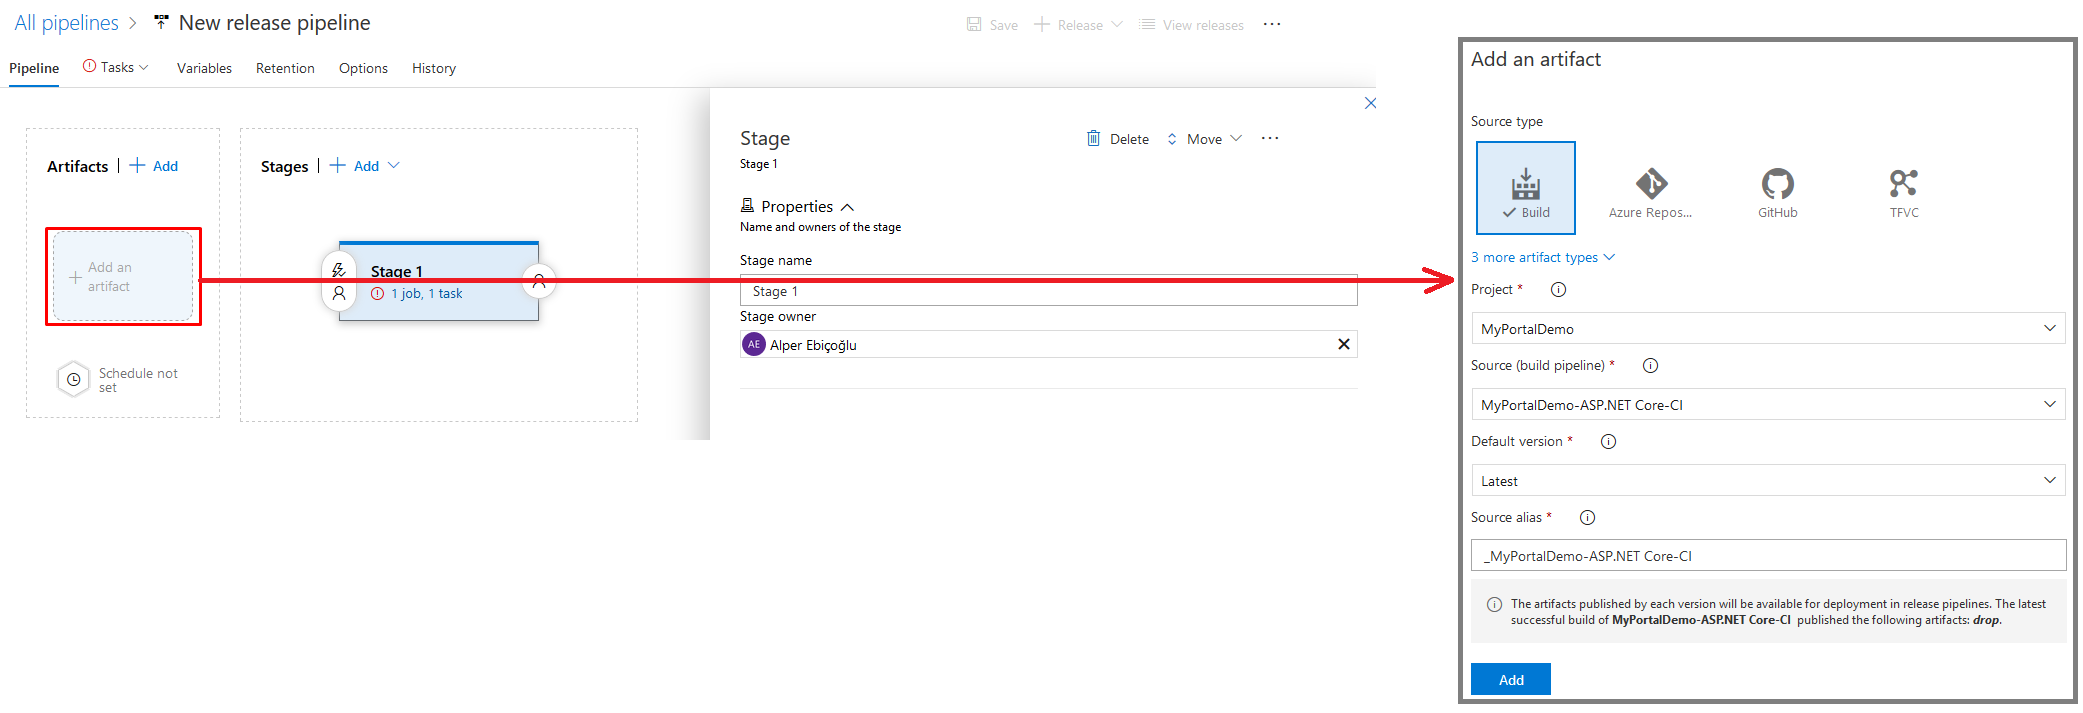 All pipelines > New release pipeline
Save Release View releases ...
Pipeline Tasks Variables Retention Options History
Artifacts | + Add
Stages | + Add
Add an
artifact
Schedule not
set
Stage 1
1 job, 1 task
Stage
Stage 1
Delete Move ...
Properties
Name and owners of the stage
Stage name
Stage 1
Stage owner
AE Alper Ebiçoğlu
Add an artifact
Source type
Build
Azure Repos...
GitHub
TFVC
3 more artifact types
Project *
MyPortalDemo
Source (build pipeline) *
MyPortalDemo-ASP.NET Core-CI
Default version *
Latest
Source alias *
_MyPortalDemo-ASP.NET Core-CI
The artifacts published by each version will be available for deployment in release pipelines. The latest
successful build of MyPortalDemo-ASP.NET Core-CI published the following artifacts: drop.
Add